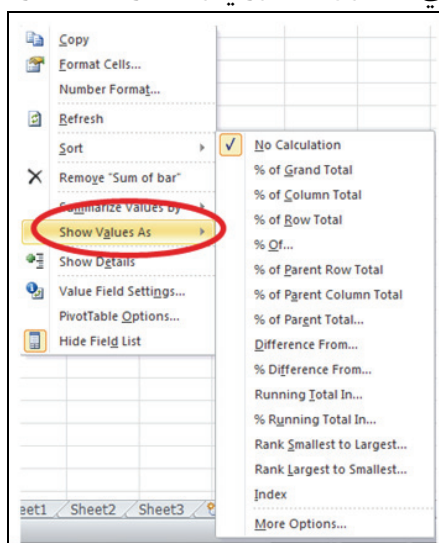 Copy
Format Cells...
Number Format...
Refresh
Sort
Remove "Sum of bar"
Summarize Values By
Show Values As
Show Details
Value Field Settings...
PivotTable Options...
Hide Field List
No Calculation
% of Grand Total
% of Column Total
% of Row Total
% Of...
% of Parent Row Total
% of Parent Column Total
% of Parent Total...
Difference From...
% Difference From...
Running Total In...
% Running Total In...
Rank Smallest to Largest...
Rank Largest to Smallest...
Index
More Options...
eet1 Sheet2 Sheet3